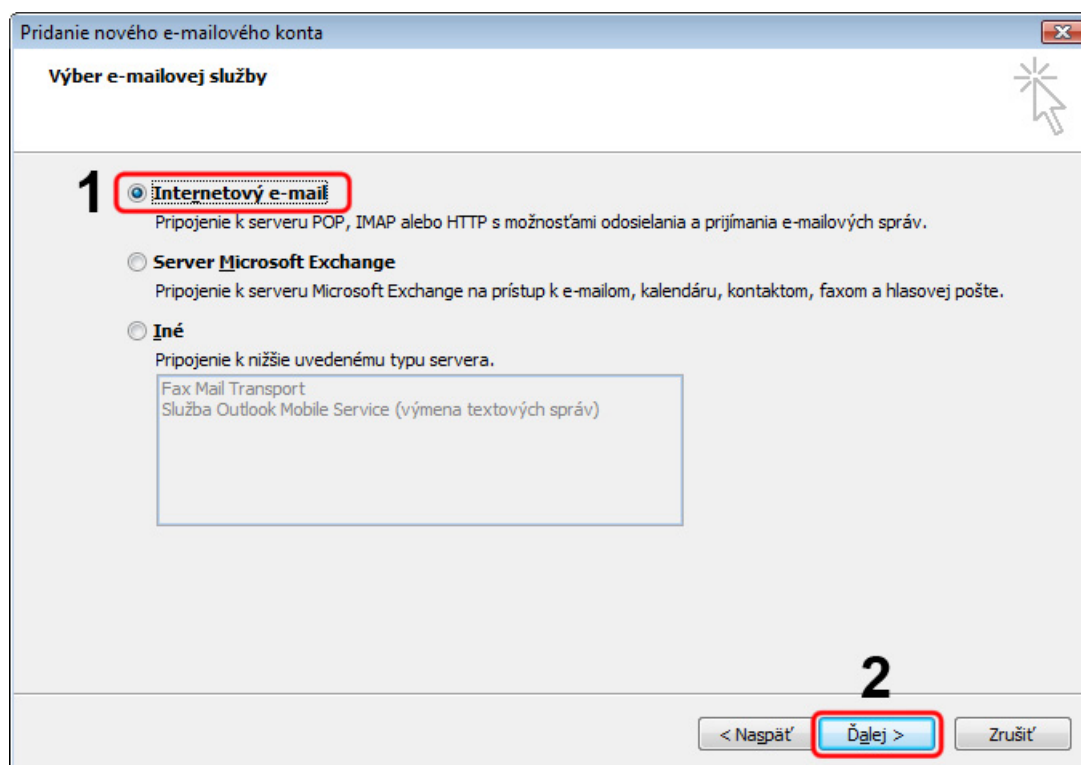 Pridanie nového e-mailového konta
Výber e-mailovej služby
1
Internetový e-mail
Pripojenie k serveru POP, IMAP alebo HTTP s možnosťami odosielania a prijímania e-mailových správ.
Server Microsoft Exchange
Pripojenie k serveru Microsoft Exchange na prístup k e-mailom, kalendáru, kontaktom, faxom a hlasovej pošte.
Iné
Pripojenie k nižšie uvedenému typu servera.
Fax Mail Transport
Služba Outlook Mobile Service (výmena textových správ)
2
< Naspäť Ďalej > Zrušiť